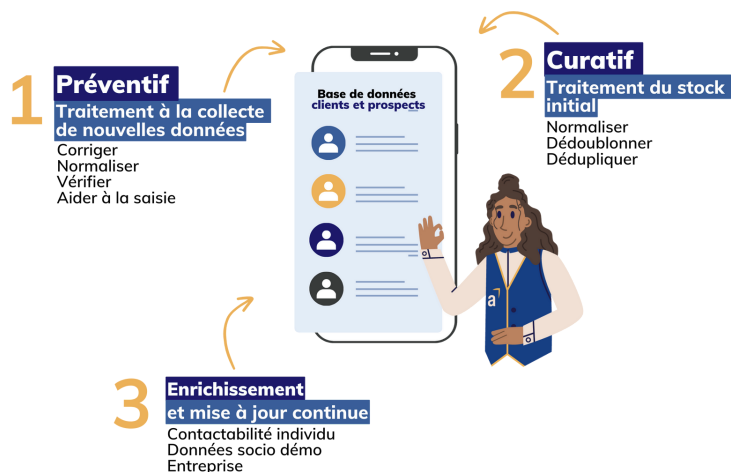 1
Préventif
Traitement à la collecte
de nouvelles données
Corriger
Normaliser
Vérifier
Aider à la saisie
Base de données
clients et prospects
2
Curatif
Traitement du stock
initial
Normaliser
Dédoublonner
Dédupliquer
a
3
Enrichissement
et mise à jour continue
Contactabilité individu
Données socio démo
Entreprise